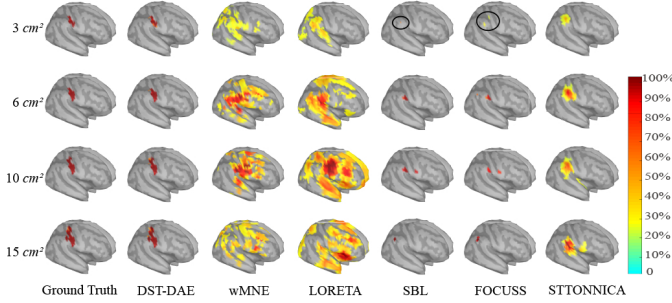 3 cm²
6 cm²
10 cm²
15 cm²
100%
90%
80%
70%
60%
50%
40%
30%
20%
10%
0
Ground Truth DST-DAE wMNE LORETA SBL FOCUSS STTONNICA